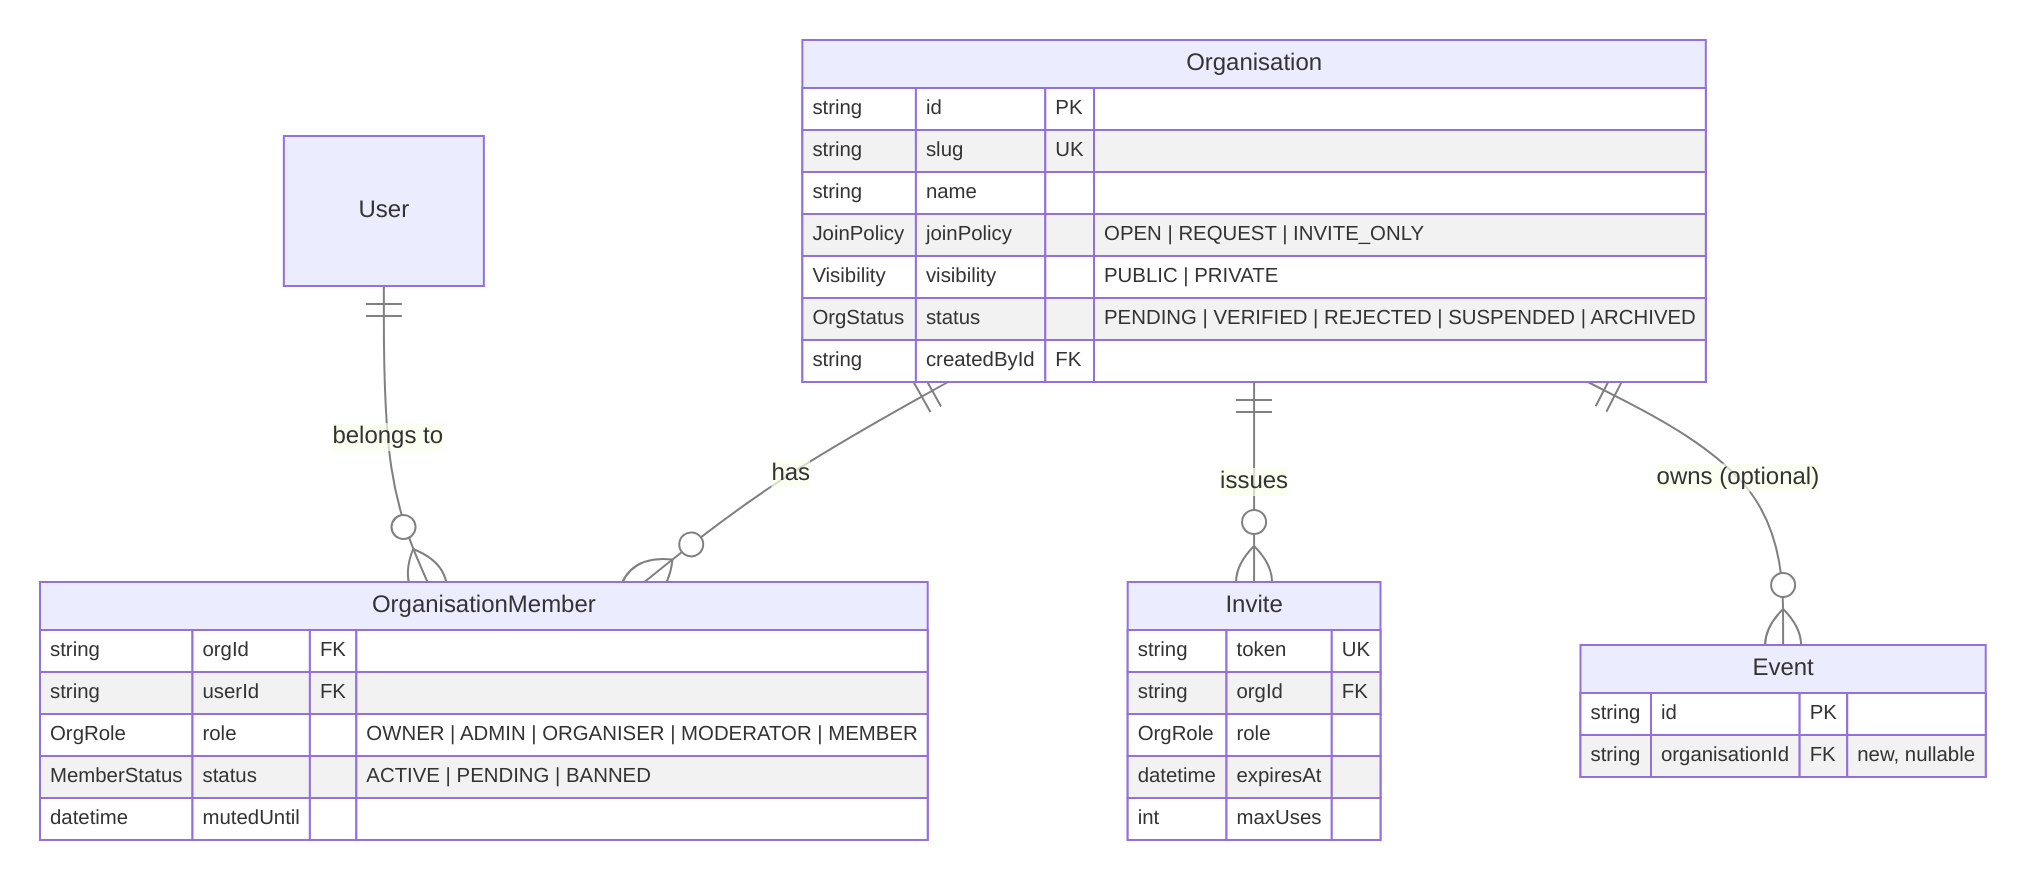 Organisation
string id PK
string slug UK
string name
JoinPolicy joinPolicy OPEN | REQUEST | INVITE_ONLY
Visibility visibility PUBLIC | PRIVATE
OrgStatus status PENDING | VERIFIED | REJECTED | SUSPENDED | ARCHIVED
string createdById FK
User
belongs to
has
issues
owns (optional)
OrganisationMember
string orgId FK
string userId FK
OrgRole role OWNER | ADMIN | ORGANISER | MODERATOR | MEMBER
MemberStatus status ACTIVE | PENDING | BANNED
datetime mutedUntil
Invite
string token UK
string orgId FK
OrgRole role
datetime expiresAt
int maxUses
Event
string id PK
string organisationId FK new, nullable